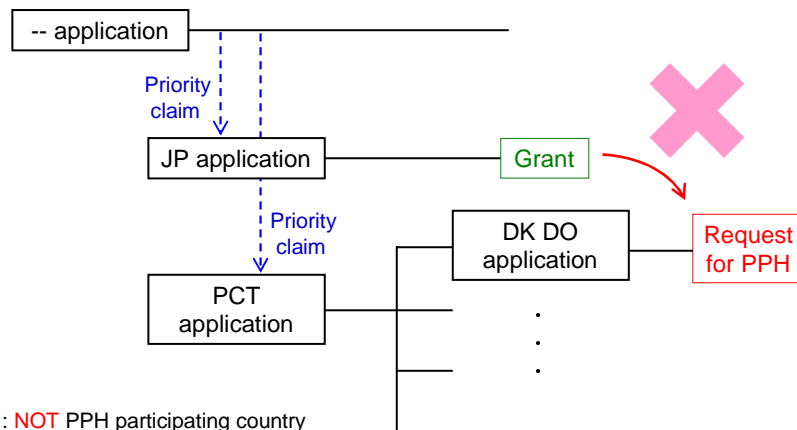 -- application
Priority
claim
JP application
Grant
Priority
claim
DK DO
application
Request
for PPH
PCT
application
.
.
.
: NOT PPH participating country